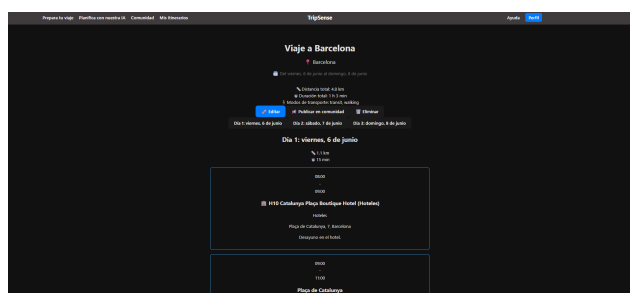 Prepara tu viaje Planifica con nuestra IA Comunidad Mis Itinerarios TripSense Ayuda Perfil
Viaje a Barcelona
Barcelona
Del viernes, 6 de junio al domingo, 8 de junio
Distancia total: 4.8 km
Duración total: 1 h 3 min
Modos de transporte: transit, walking
Editar Publicar en comunidad Eliminar
Día 1: viernes, 6 de junio Día 2: sábado, 7 de junio Día 3: domingo, 8 de junio
Día 1: viernes, 6 de junio
1.1 km
15 min
08:00
-
09:00
H10 Catalunya Plaça Boutique Hotel (Hoteles)
Hoteles
Plaça de Catalunya, 7, Barcelona
Desayuno en el hotel.
09:00
-
11:00
Plaça de Catalunya